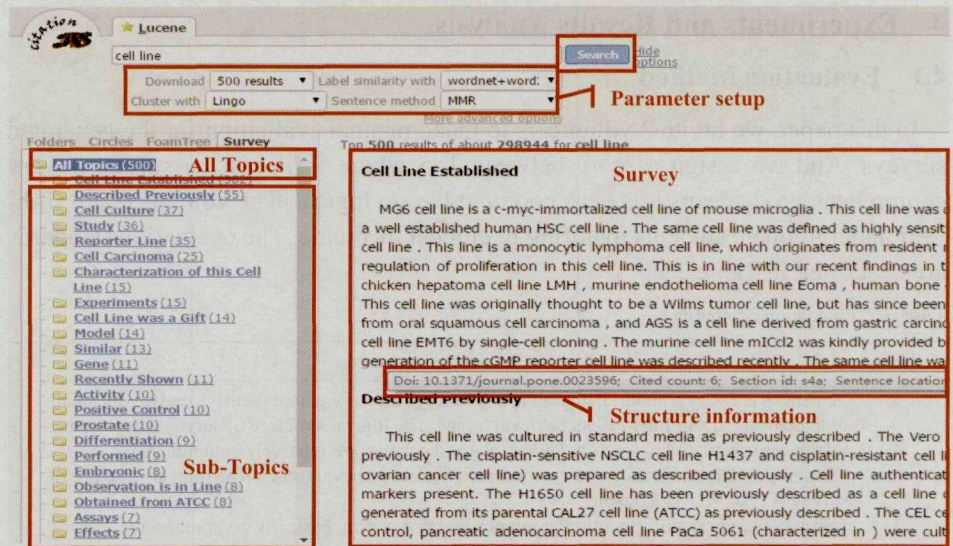 citation
Lucene
cell line
Search
Hide options
Download 500 results Label similarity with wordnet+word.
Cluster with Lingo Sentence method MMR
Parameter setup
More advanced options
Folders Circles FoamTree Survey
Top 500 results of about 298944 for cell line
All Topics (500)
All Topics
Cell Line Established
Described Previously (55)
Cell Culture (37)
Study (36)
Reporter Line (35)
Cell Carcinoma (25)
Characterization of this Cell
Line (15)
Experiments (15)
Cell Line was a Gift (14)
Model (14)
Similar (13)
Gene (11)
Recently Shown (11)
Activity (10)
Positive Control (10)
Prostate (10)
Differentiation (9)
Performed (9)
Embryonic (8)
Observation is in Line (8)
Obtained from ATCC (8)
Assays (7)
Effects (7)
Sub-Topics
Cell Line Established
Survey
MG6 cell line is a c-myc-immortalized cell line of mouse microglia . This cell line was
a well established human HSC cell line . The same cell line was defined as highly sensit
cell line . This line is a monocytic lymphoma cell line, which originates from resident
regulation of proliferation in this cell line. This is in line with our recent findings in t
chicken hepatoma cell line LMH , murine endothelioma cell line Eoma , human bone
This cell line was originally thought to be a Wilms tumor cell line, but has since been
from oral squamous cell carcinoma , and AGS is a cell line derived from gastric carcin
cell line EMT6 by single-cell cloning . The murine cell line mICcl2 was kindly provided b
generation of the cGMP reporter cell line was described recently . The same cell line wa
Doi: 10.1371/journal.pone.0023596; Cited count: 6; Section id: s4a; Sentence location
Described Previously
Structure information
This cell line was cultured in standard media as previously described . The Vero
previously . The cisplatin-sensitive NSCLC cell line H1437 and cisplatin-resistant cell li
ovarian cancer cell line) was prepared as described previously . Cell line authenticat
markers present. The H1650 cell line has been previously described as a cell line
generated from its parental CAL27 cell line (ATCC) as previously described . The CEL ce
control, pancreatic adenocarcinoma cell line PaCa 5061 (characterized in ) were cult